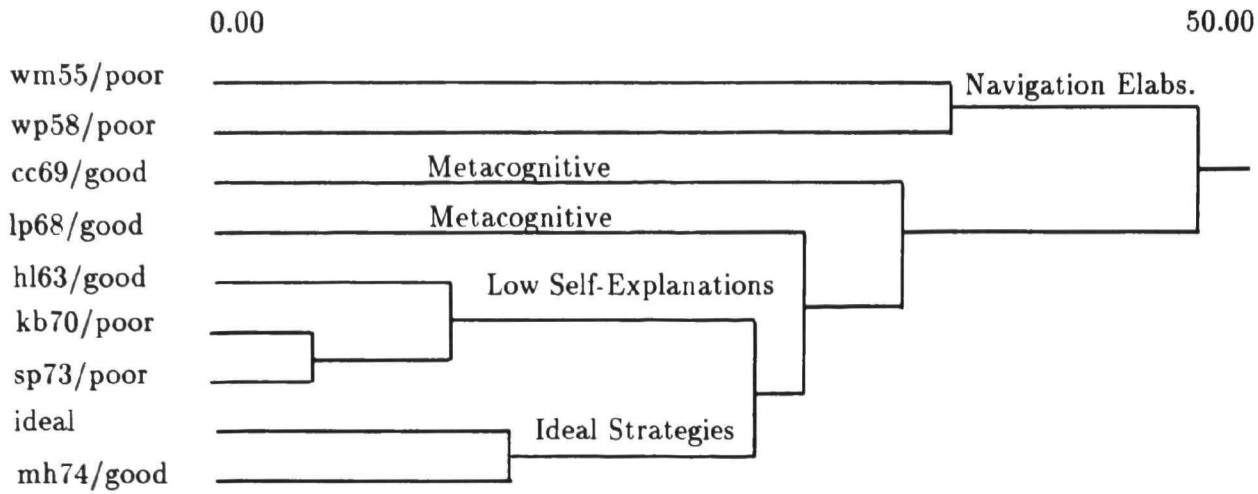 0.00 50.00
wm55/poor Navigation Elabs.
wp58/poor
cc69/good Metacognitive
lp68/good Metacognitive
hl63/good Low Self-Explanations
kb70/poor
sp73/poor
ideal Ideal Strategies
mh74/good